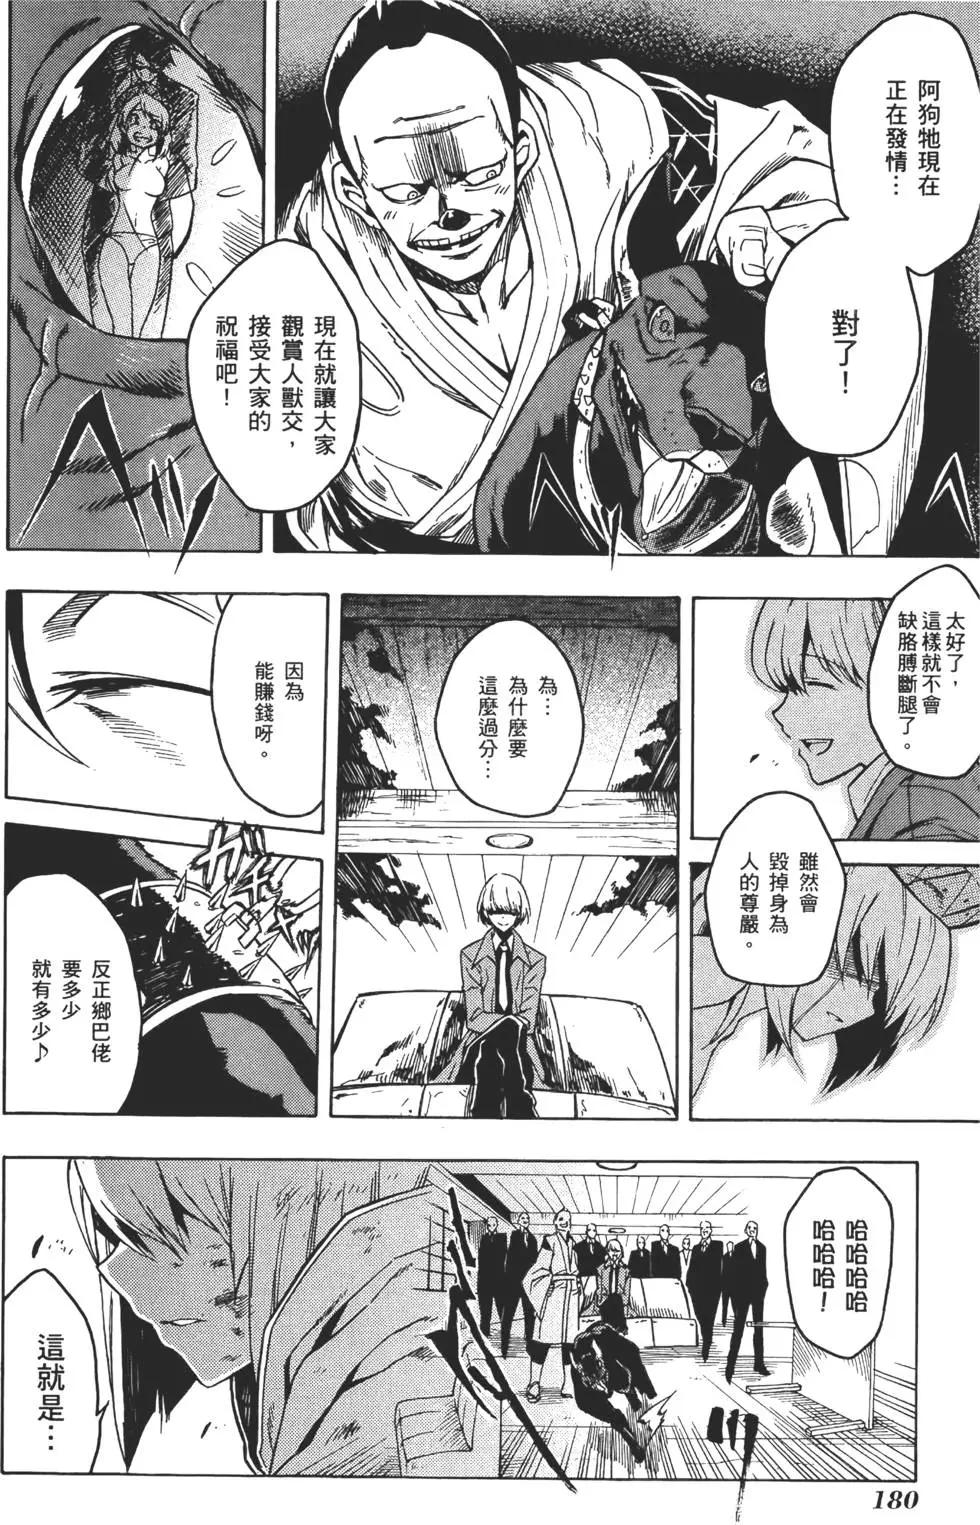 阿狗牠現在
正在發情…
對了！
現在就讓大家
觀賞人獸交，
接受大家的
祝福吧！
太好了，
這樣就不會
缺胳膊斷腿了。
雖然會
毀掉身為
人的尊嚴。
為…
為什麼要
這麼過分…
因為
能賺錢呀。
反正鄉巴佬
要多少
就有多少♪
哈哈哈哈
哈哈哈！
這就是…
180